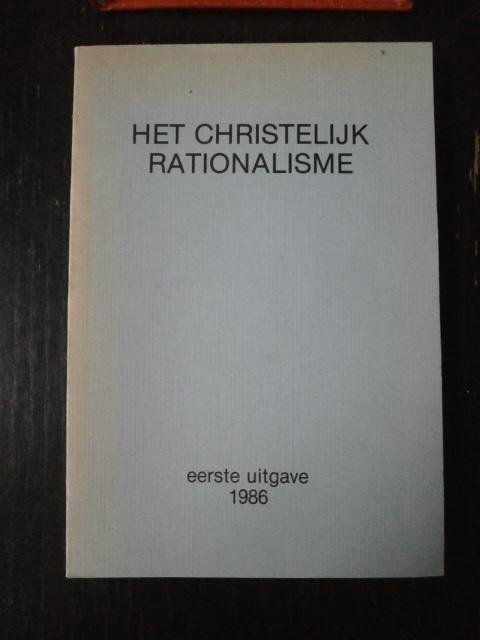 HET CHRISTELIJK
RATIONALISME
eerste uitgave
1986